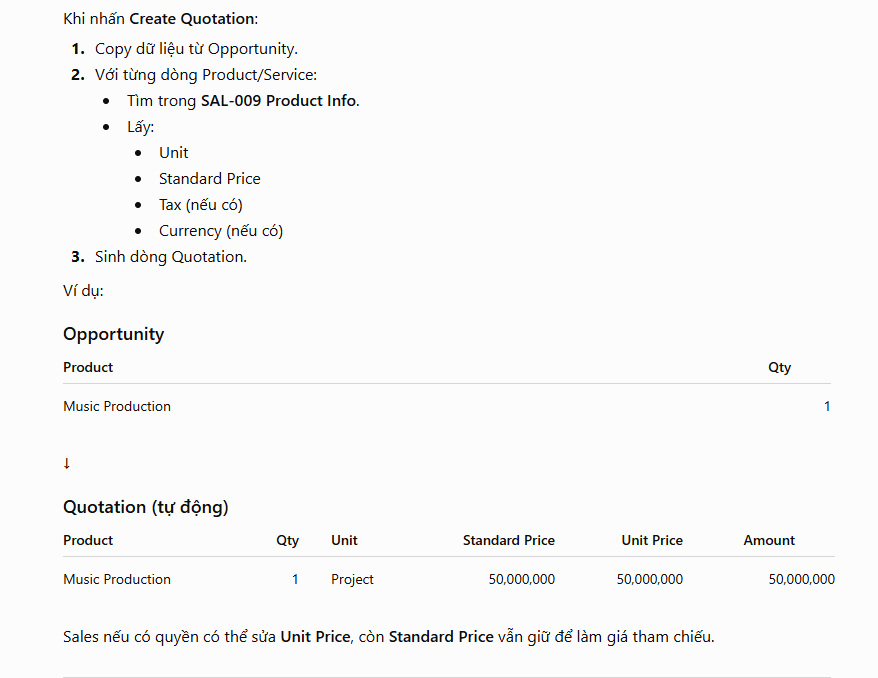 Khi nhấn Create Quotation:
1. Copy dữ liệu từ Opportunity.
2. Với từng dòng Product/Service:
• Tìm trong SAL-009 Product Info.
• Lấy:
• Unit
• Standard Price
• Tax (nếu có)
• Currency (nếu có)
3. Sinh dòng Quotation.
Ví dụ:
Opportunity
Product Qty
Music Production 1
↓
Quotation (tự động)
Product Qty Unit Standard Price Unit Price Amount
Music Production 1 Project 50,000,000 50,000,000 50,000,000
Sales nếu có quyền có thể sửa Unit Price, còn Standard Price vẫn giữ để làm giá tham chiếu.